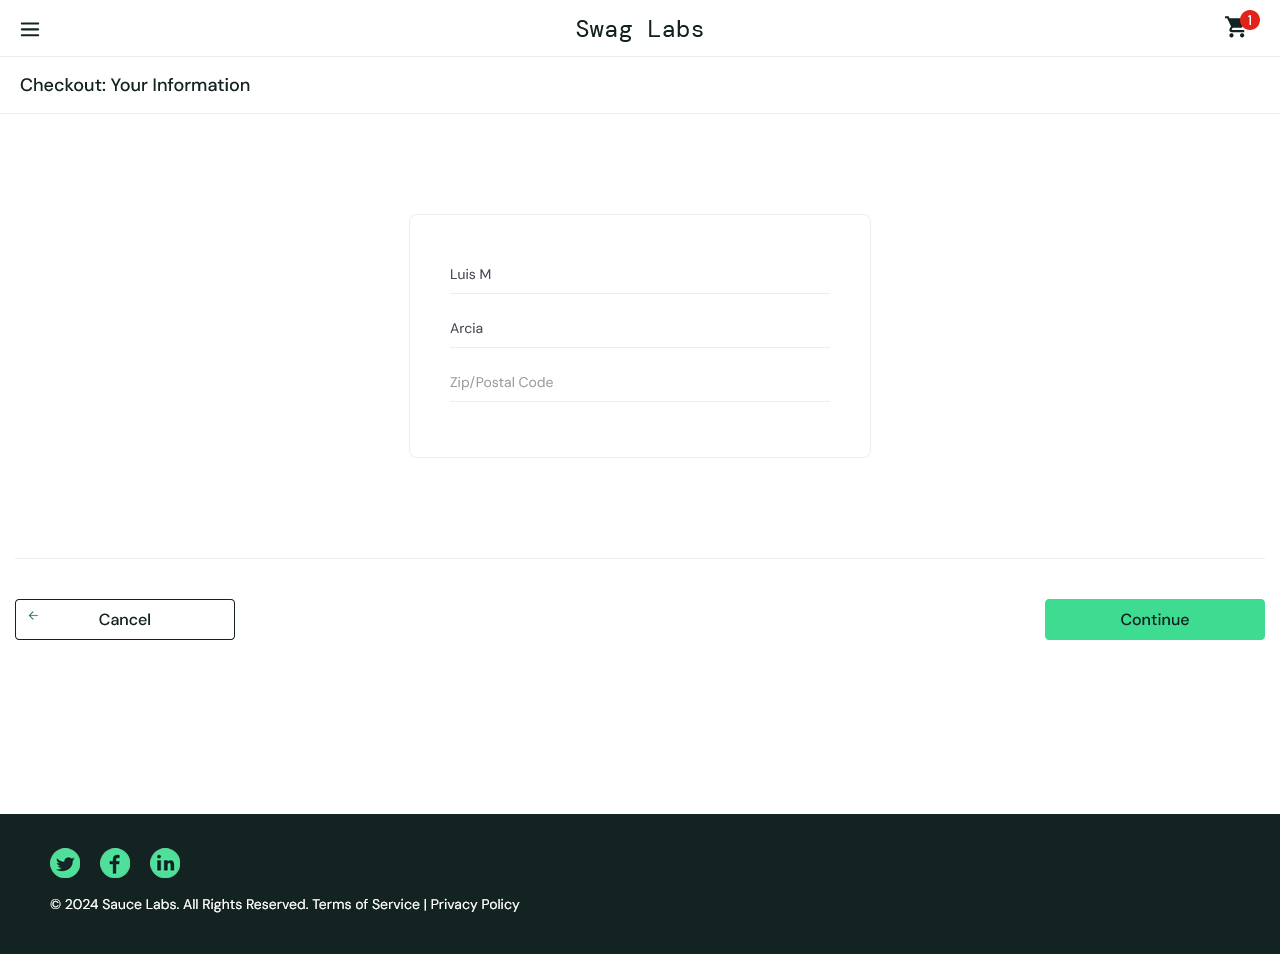 Swag Labs
1
Checkout: Your Information
Luis M
Arcia
Zip/Postal Code
Cancel
Continue
© 2024 Sauce Labs. All Rights Reserved. Terms of Service | Privacy Policy